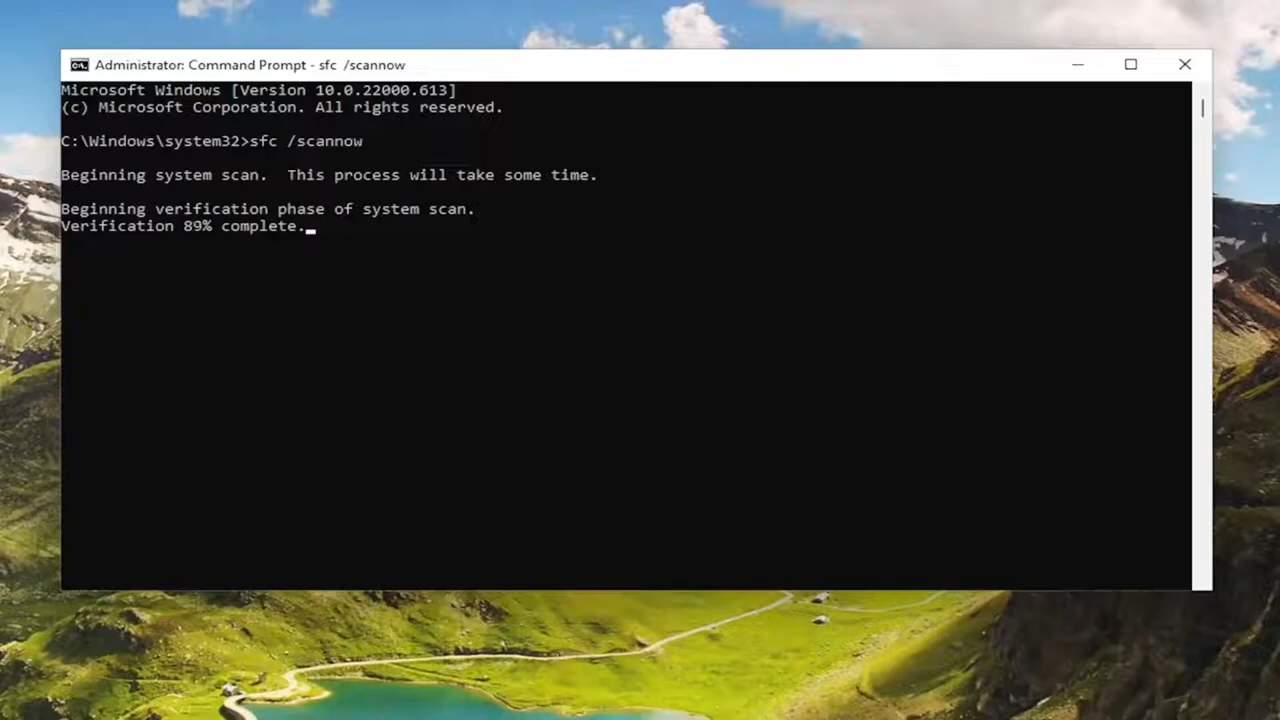 Administrator: Command Prompt - sfc  /scannow
Microsoft Windows [Version 10.0.22000.613]
(c) Microsoft Corporation. All rights reserved.
C:\Windows\system32>sfc /scannow
Beginning system scan.  This process will take some time.
Beginning verification phase of system scan.
Verification 89% complete.